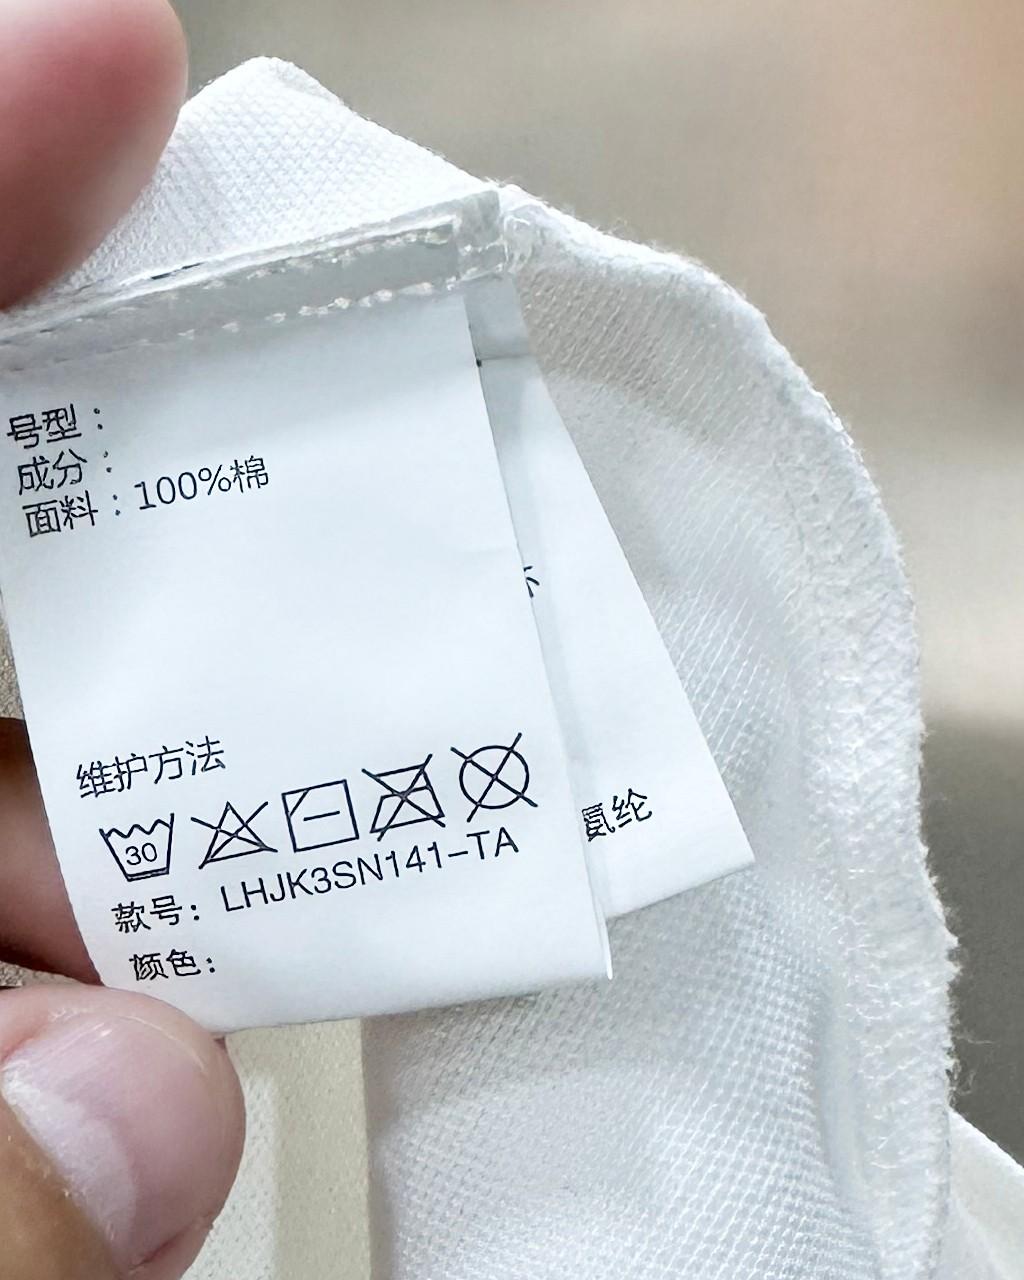 号型：
成分：
面料：100%棉
维护方法
30
款号：LHJK3SN141-TA
颜色：
氨纶